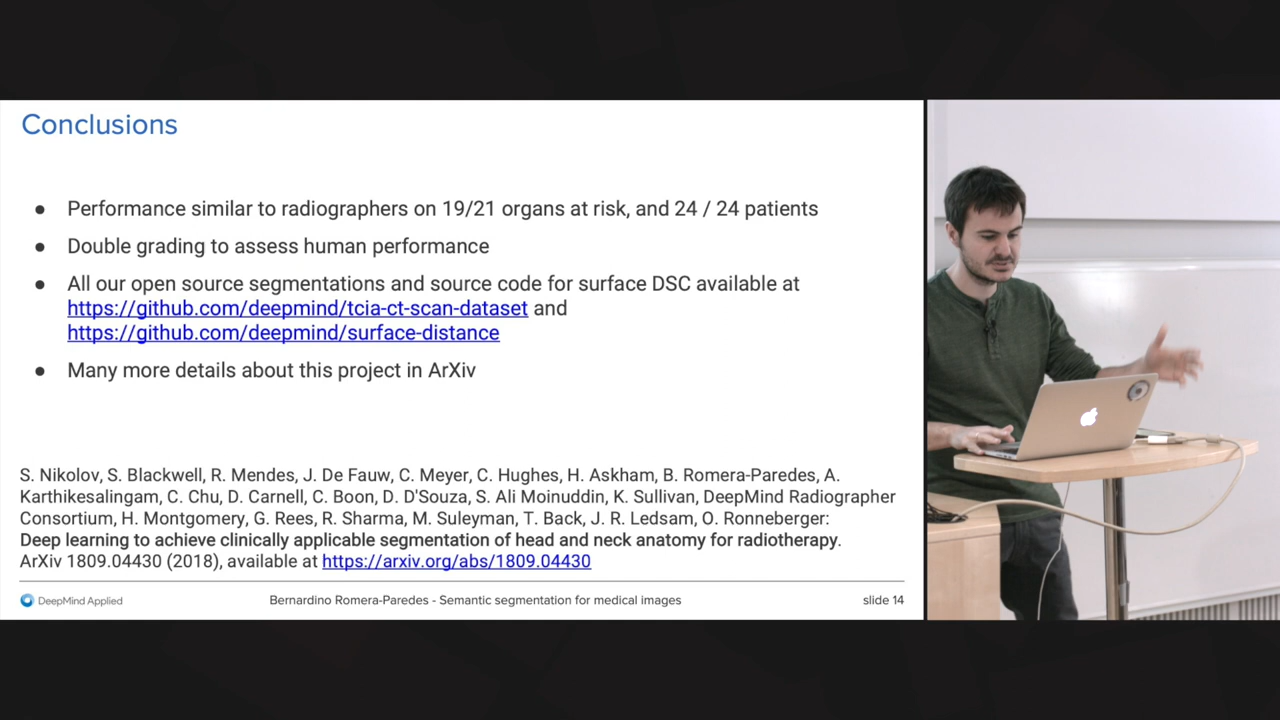 Conclusions
● Performance similar to radiographers on 19/21 organs at risk, and 24 / 24 patients
● Double grading to assess human performance
● All our open source segmentations and source code for surface DSC available at
https://github.com/deepmind/tcia-ct-scan-dataset and
https://github.com/deepmind/surface-distance
● Many more details about this project in ArXiv
S. Nikolov, S. Blackwell, R. Mendes, J. De Fauw, C. Meyer, C. Hughes, H. Askham, B. Romera-Paredes, A.
Karthikesalingam, C. Chu, D. Carnell, C. Boon, D. D'Souza, S. Ali Moinuddin, K. Sullivan, DeepMind Radiographer
Consortium, H. Montgomery, G. Rees, R. Sharma, M. Suleyman, T. Back, J. R. Ledsam, O. Ronneberger:
Deep learning to achieve clinically applicable segmentation of head and neck anatomy for radiotherapy.
ArXiv 1809.04430 (2018), available at https://arxiv.org/abs/1809.04430
DeepMind Applied Bernardino Romera-Paredes - Semantic segmentation for medical images slide 14